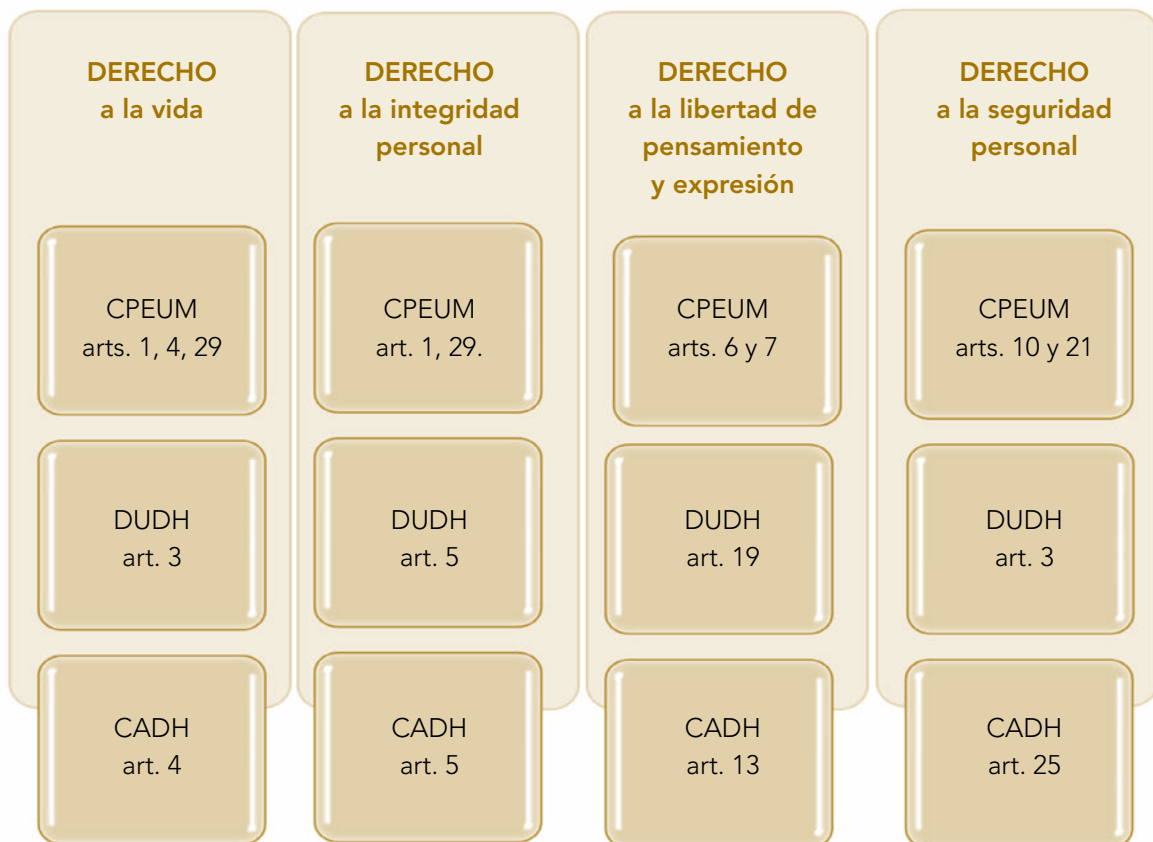 DERECHO
a la vida
CPEUM
arts. 1, 4, 29
DUDH
art. 3
CADH
art. 4
DERECHO
a la integridad
personal
CPEUM
art. 1, 29.
DUDH
art. 5
CADH
art. 5
DERECHO
a la libertad de
pensamiento
y expresión
CPEUM
arts. 6 y 7
DUDH
art. 19
CADH
art. 13
DERECHO
a la seguridad
personal
CPEUM
arts. 10 y 21
DUDH
art. 3
CADH
art. 25